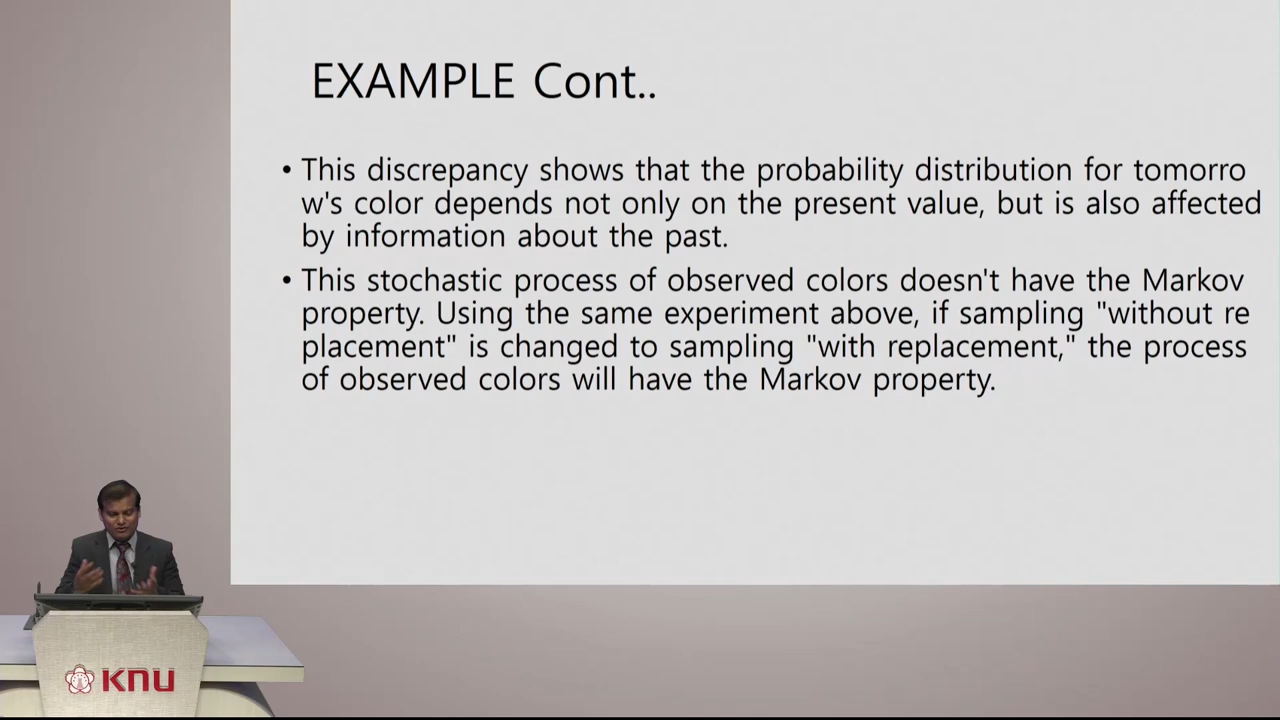 EXAMPLE Cont..
• This discrepancy shows that the probability distribution for tomorro
w's color depends not only on the present value, but is also affected
by information about the past.
• This stochastic process of observed colors doesn't have the Markov
property. Using the same experiment above, if sampling "without re
placement" is changed to sampling "with replacement," the process
of observed colors will have the Markov property.
KNU